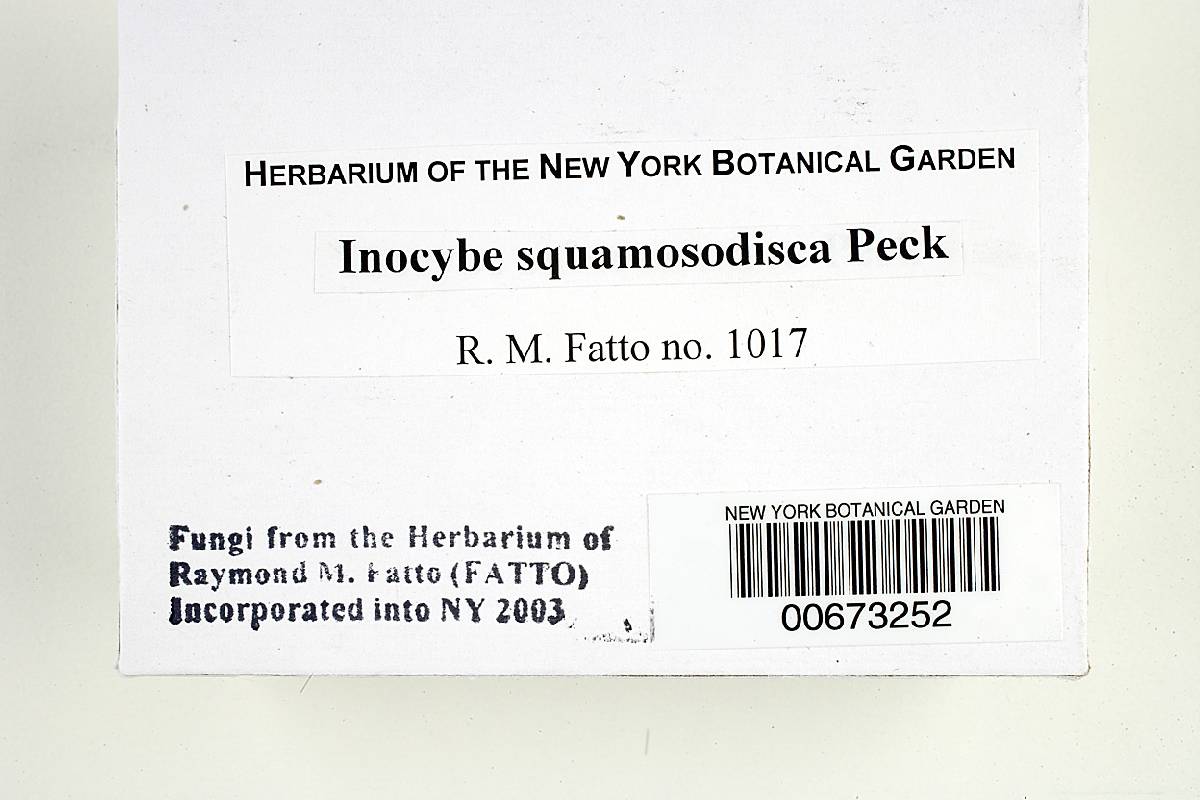 HERBARIUM OF THE NEW YORK BOTANICAL GARDEN
Inocybe squamosodisca Peck
R. M. Fatto no. 1017
Fungi from the Herbarium of
Raymond M. Fatto (FATTO)
Incorporated into NY 2003
NEW YORK BOTANICAL GARDEN
00673252